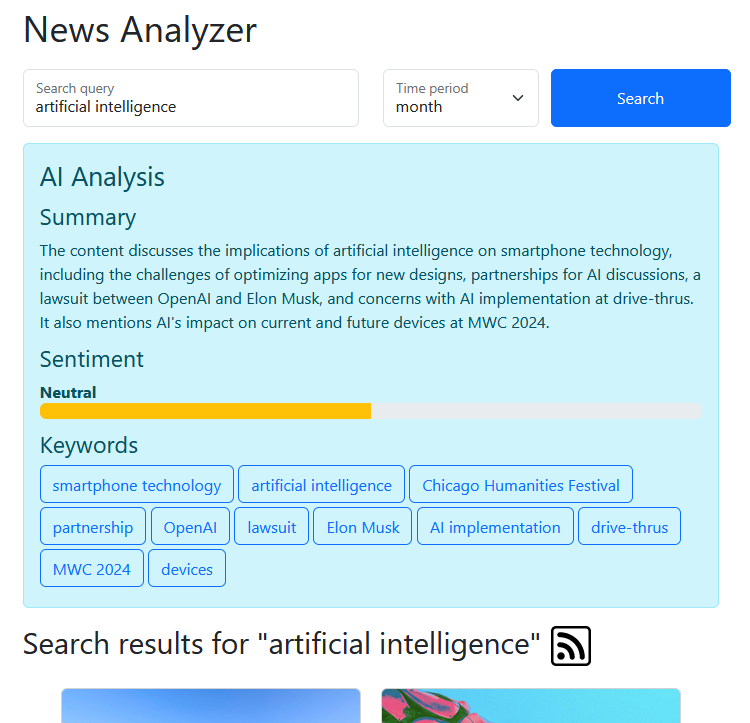 News Analyzer
Search query
artificial intelligence
Time period
month
Search
AI Analysis
Summary
The content discusses the implications of artificial intelligence on smartphone technology,
including the challenges of optimizing apps for new designs, partnerships for AI discussions, a
lawsuit between OpenAI and Elon Musk, and concerns with AI implementation at drive-thrus.
It also mentions AI's impact on current and future devices at MWC 2024.
Sentiment
Neutral
Keywords
smartphone technology artificial intelligence Chicago Humanities Festival
partnership OpenAI lawsuit Elon Musk AI implementation drive-thrus
MWC 2024 devices
Search results for "artificial intelligence"